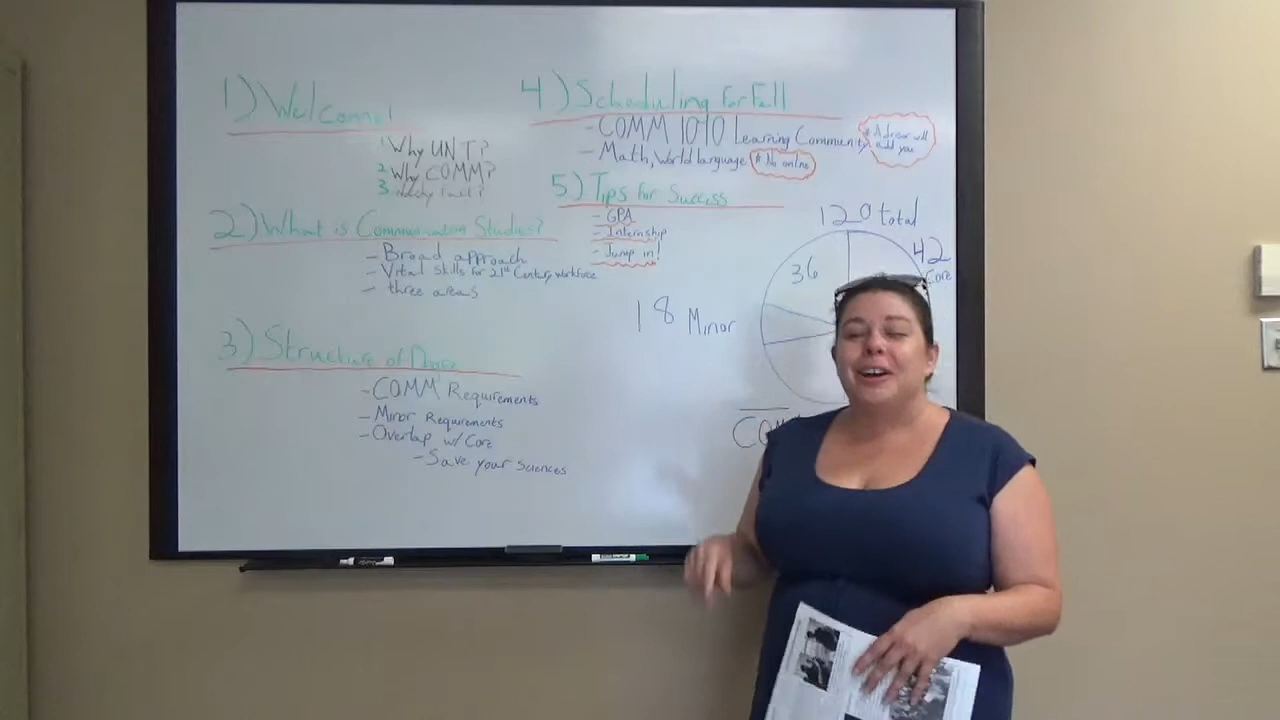 1) Welcome!
1 Why UNT?
2 Why COMM?
3
2) What is Communication Studies?
- Broad approach
- Vital skills for 21st Century workforce
- three areas
3) Structure of
- COMM Requirements
- Minor Requirements
- Overlap w/ Core
- Save your Sciences
4) Scheduling for Fall
- COMM 1010 Learning Community
* Advisor will add you
- Math, World language * No online
5) Tips for Success
- GPA
- Internship
- Jump in!
120 total
42
Core
36
18 Minor